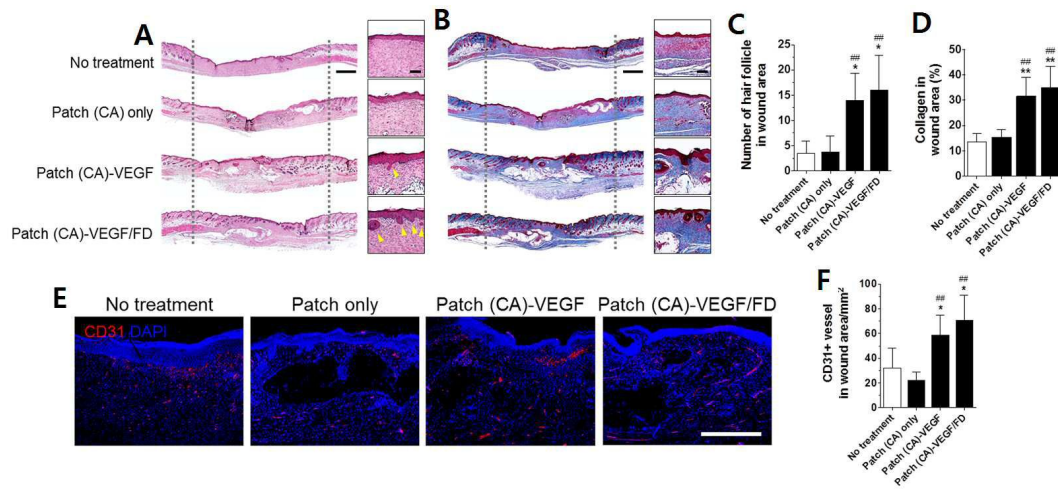 A
B
No treatment
Patch (CA) only
Patch (CA)-VEGF
Patch (CA)-VEGF/FD
C
Number of hair follicle
in wound area
25
20
15
10
5
0
*
##
*
##
No treatment
Patch (CA) only
Patch (CA)-VEGF
Patch (CA)-VEGF/FD
D
Collagen in
wound area (%)
50
40
30
20
10
0
##
**
##
**
No treatment
Patch (CA) only
Patch (CA)-VEGF
Patch (CA)-VEGF/FD
E
No treatment
Patch only
Patch (CA)-VEGF
Patch (CA)-VEGF/FD
CD31 DAPI
F
CD31+ vessel
in wound area/mm²
100
80
60
40
20
0
##
*
##
*
No treatment
Patch (CA) only
Patch (CA)-VEGF
Patch (CA)-VEGF/FD